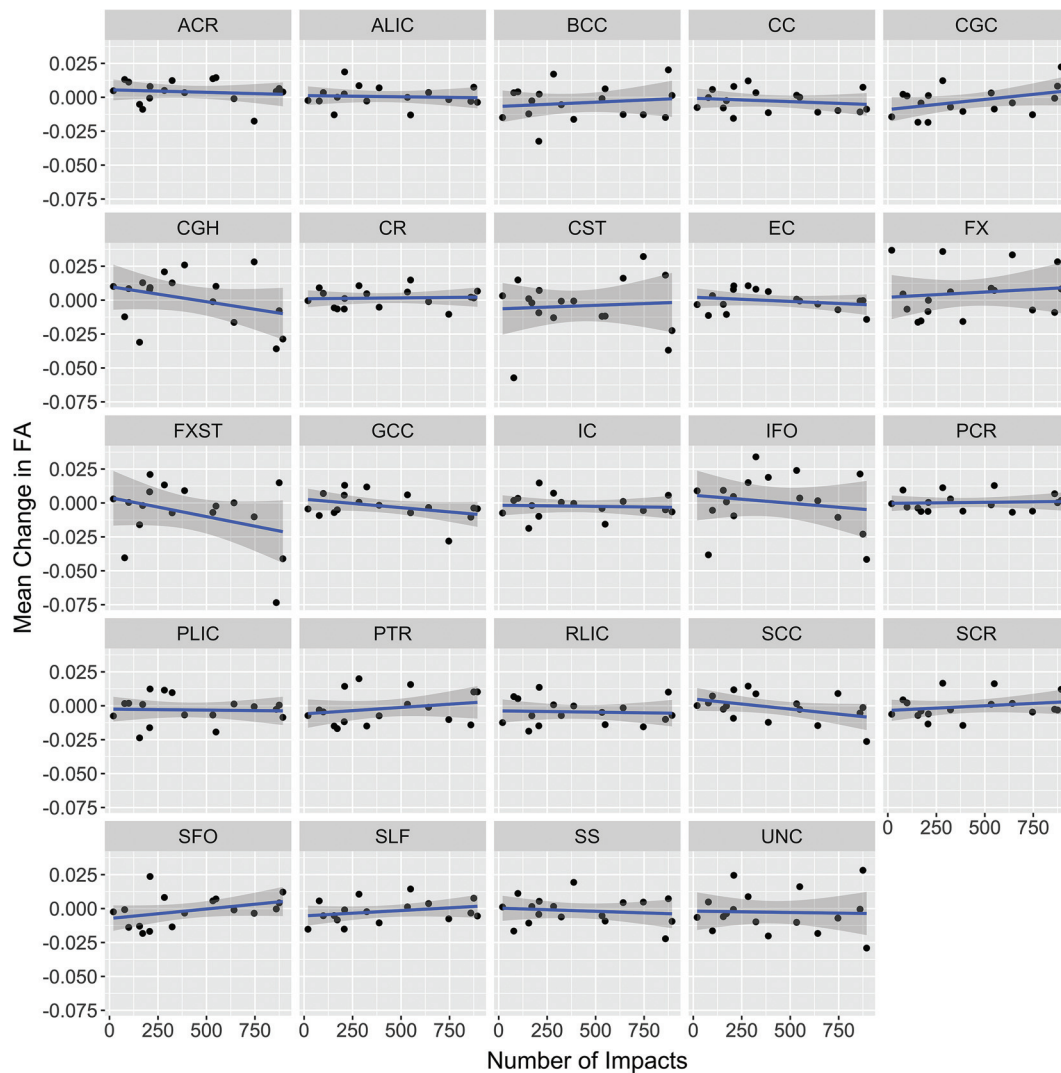 ACR ALIC BCC CC CGC
0.025
0.000
-0.025
-0.050
-0.075
CGH CR CST EC FX
0.025
0.000
-0.025
-0.050
-0.075
FXST GCC IC IFO PCR
0.025
0.000
-0.025
-0.050
-0.075
PLIC PTR RLIC SCC SCR
0.025
0.000
-0.025
-0.050
-0.075
0 250 500 750
SFO SLF SS UNC
0.025
0.000
-0.025
-0.050
-0.075
0 250 500 750 0 250 500 750 0 250 500 750 0 250 500 750
Mean Change in FA
Number of Impacts